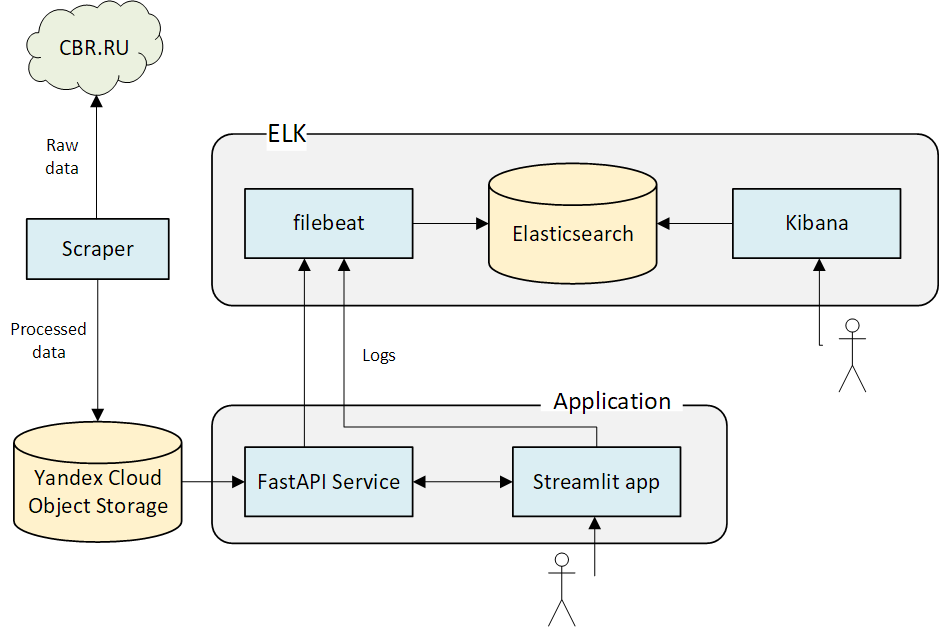 CBR.RU
Raw
data
Scraper
Processed
data
Yandex Cloud
Object Storage
ELK
filebeat
Elasticsearch
Kibana
Logs
Application
FastAPI Service
Streamlit app